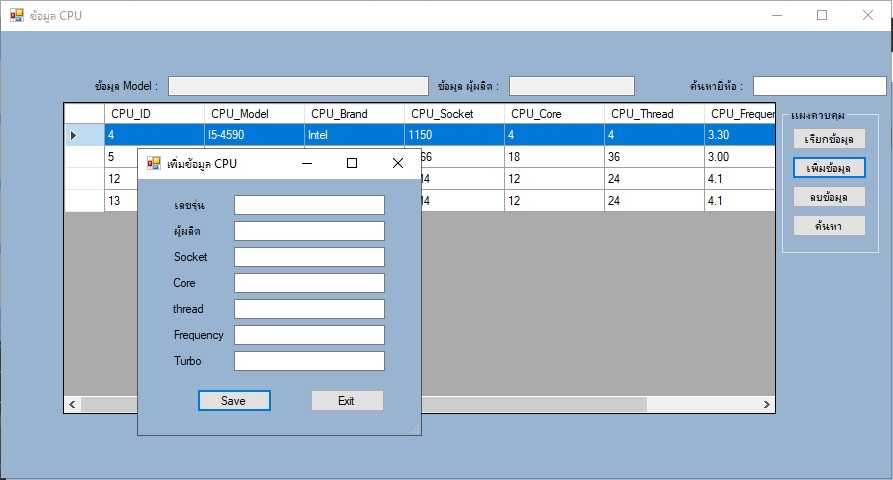 ข้อมูล CPU
ข้อมูล Model : ข้อมูล ผู้ผลิต : ค้นหายี่ห้อ :
CPU_ID CPU_Model CPU_Brand CPU_Socket CPU_Core CPU_Thread CPU_Frequer
4 I5-4590 Intel 1150 4 4 3.30
5 66 18 36 3.00
12 12 24 4.1
13 12 24 4.1
แผงควบคุม
เรียกข้อมูล
เพิ่มข้อมูล
ลบข้อมูล
ค้นหา
เพิ่มข้อมูล CPU
เลขรุ่น
ผู้ผลิต
Socket
Core
thread
Frequency
Turbo
Save Exit